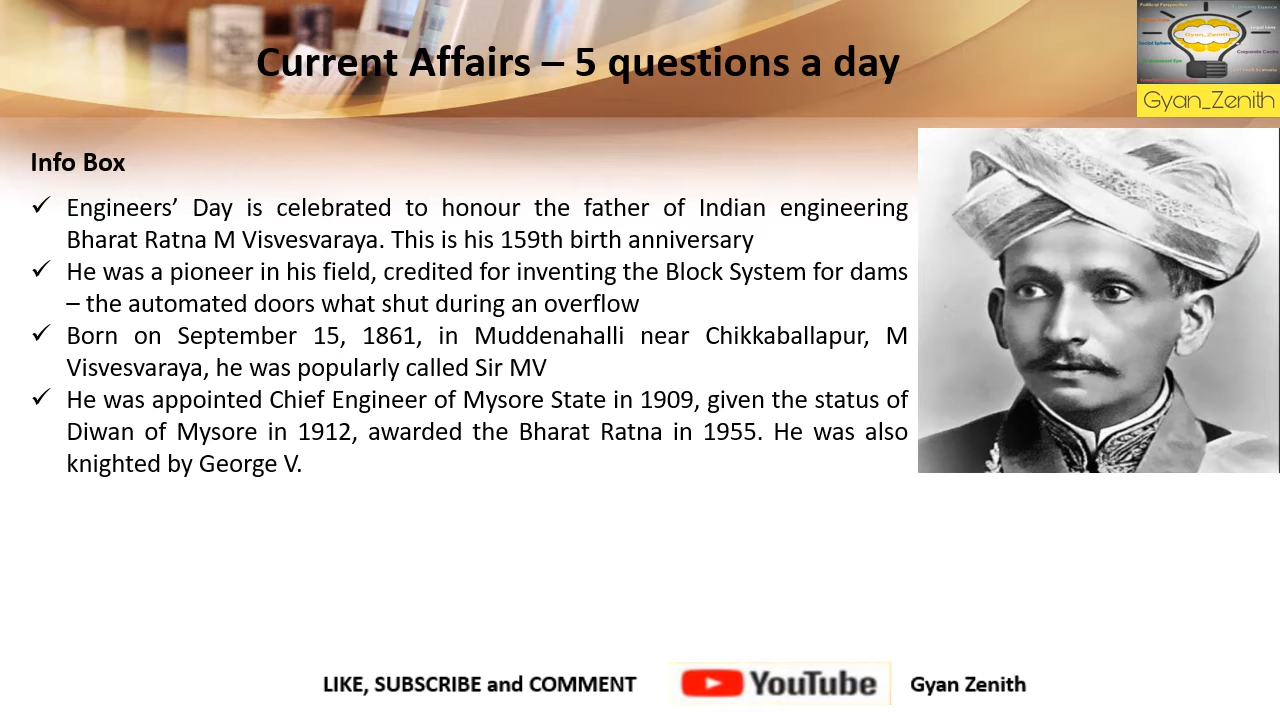 Current Affairs – 5 questions a day
Gyan_Zenith
Gyan_Zenith
Info Box
✓ Engineers’ Day is celebrated to honour the father of Indian engineering
Bharat Ratna M Visvesvaraya. This is his 159th birth anniversary
✓ He was a pioneer in his field, credited for inventing the Block System for dams
– the automated doors what shut during an overflow
✓ Born on September 15, 1861, in Muddenahalli near Chikkaballapur, M
Visvesvaraya, he was popularly called Sir MV
✓ He was appointed Chief Engineer of Mysore State in 1909, given the status of
Diwan of Mysore in 1912, awarded the Bharat Ratna in 1955. He was also
knighted by George V.
LIKE, SUBSCRIBE and COMMENT YouTube Gyan Zenith